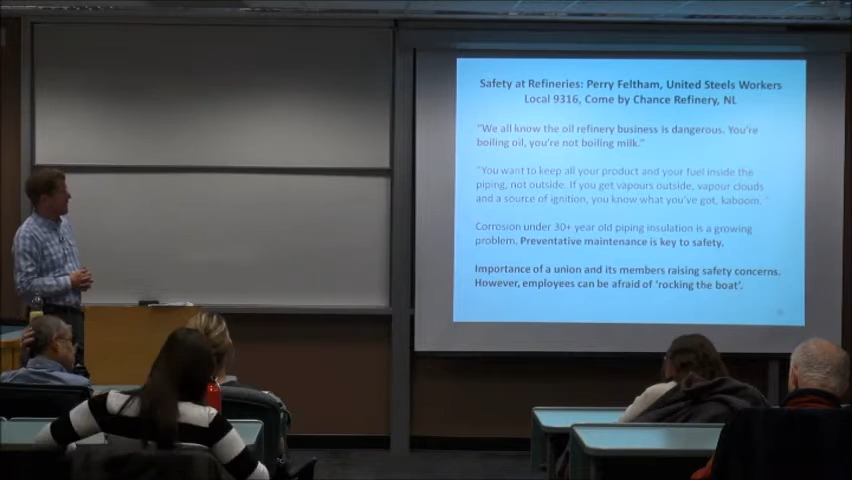 Safety at Refineries: Perry Feltham, United Steels Workers
Local 9316, Come by Chance Refinery, NL
"We all know the oil refinery business is dangerous. You're
boiling oil, you're not boiling milk."
"You want to keep all your product and your fuel inside the
piping, not outside. If you get vapours outside, vapour clouds
and a source of ignition, you know what you've got, kaboom. "
Corrosion under 30+ year old piping insulation is a growing
problem. Preventative maintenance is key to safety.
Importance of a union and its members raising safety concerns.
However, employees can be afraid of 'rocking the boat'.